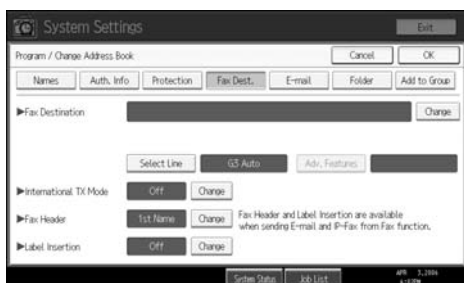 System Settings Exit
Program / Change Address Book Cancel OK
Names Auth. Info Protection Fax Dest. E-mail Folder Add to Group
▶Fax Destination Change
Select Line G3 Auto Adv. Features
▶International TX Mode Off Change
▶Fax Header 1st Name Change Fax Header and Label Insertion are available
when sending E-mail and IP-Fax from Fax function.
▶Label Insertion Off Change
System Status Job List APR 3,2006